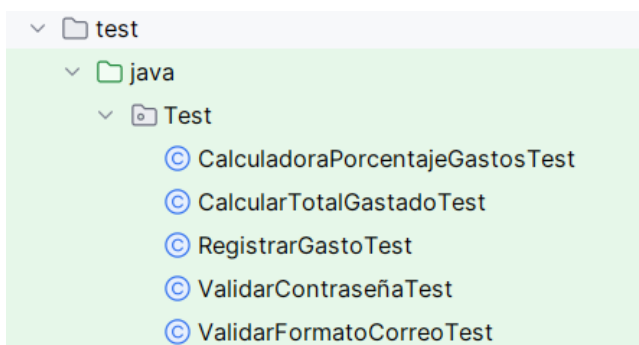 test
java
Test
CalculadoraPorcentajeGastosTest
CalcularTotalGastadoTest
RegistrarGastoTest
ValidarContraseñaTest
ValidarFormatoCorreoTest